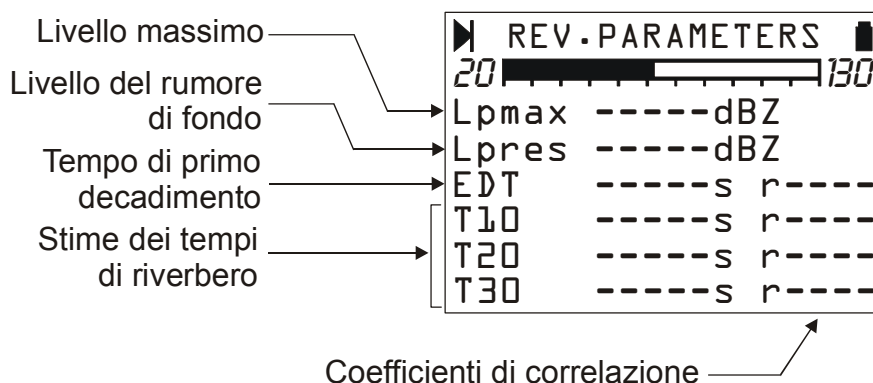 Livello massimo
Livello del rumore
di fondo
Tempo di primo
decadimento
Stime dei tempi
di riverbero
REV.PARAMETERS
20 130
Lpmax -----dBZ
Lpres -----dBZ
EDT -----s r----
T10 -----s r----
T20 -----s r----
T30 -----s r----
Coefficienti di correlazione